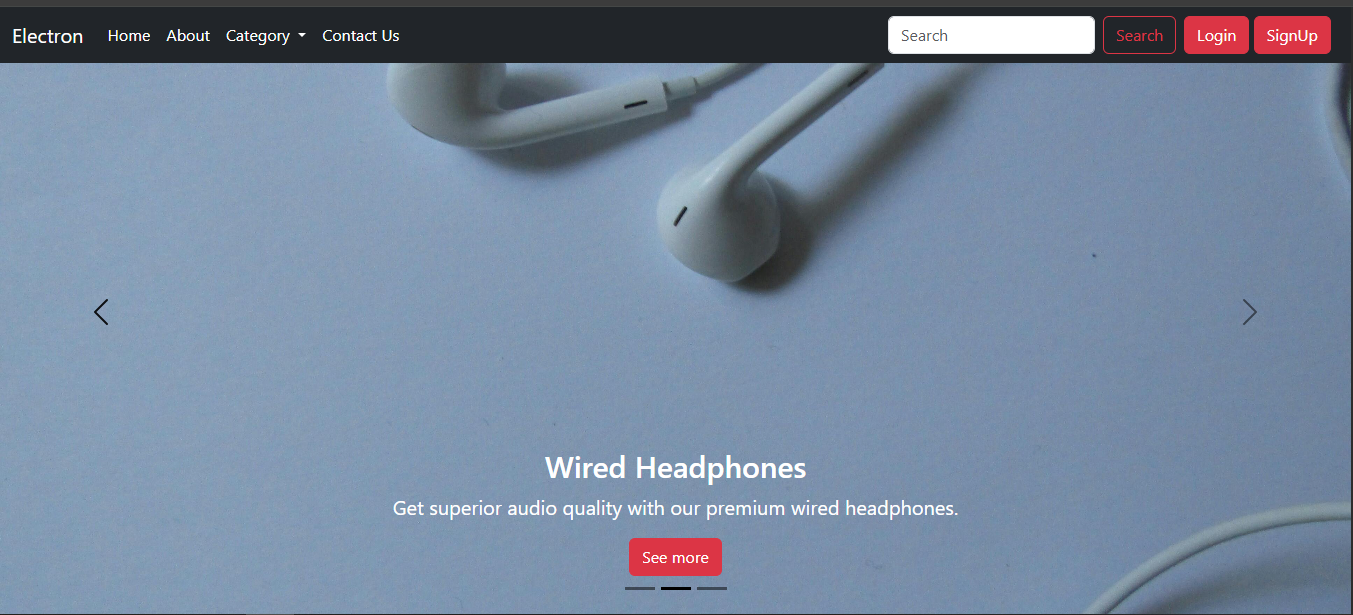 Electron Home About Category Contact Us Search Search Login SignUp
Wired Headphones
Get superior audio quality with our premium wired headphones.
See more